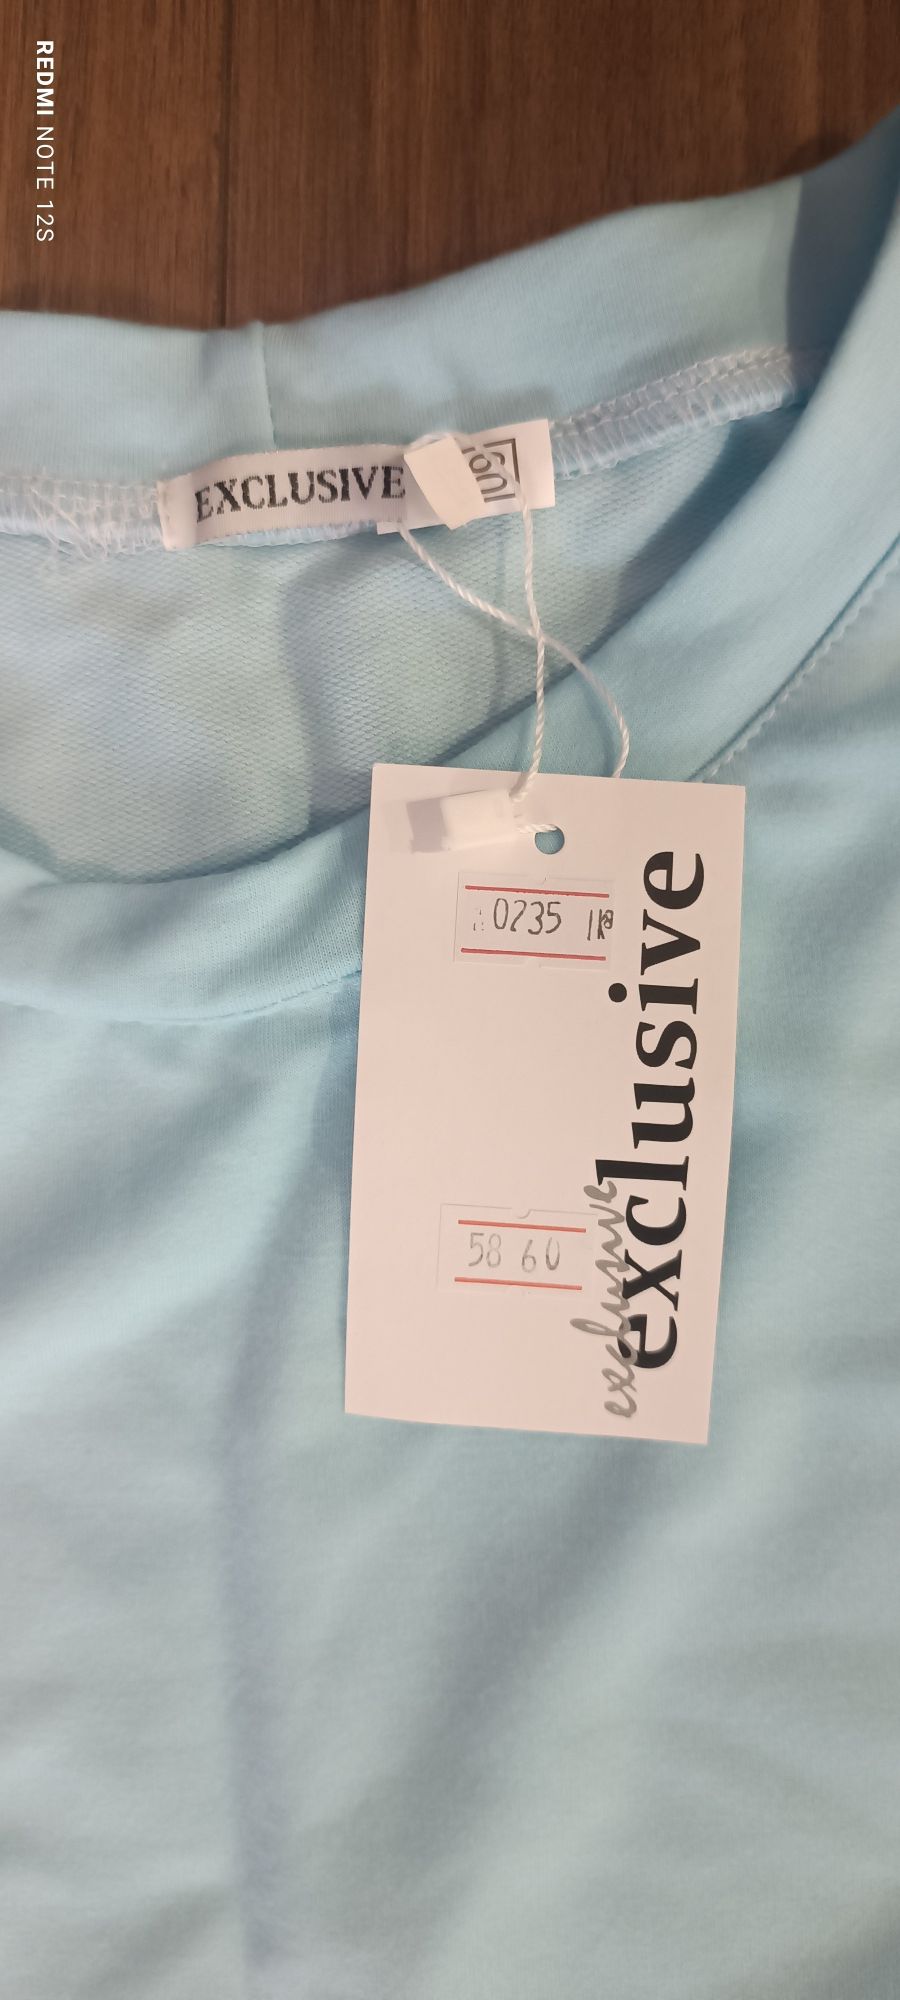 REDMI NOTE 12S
EXCLUSIVE
0235
58 60
exclusive
exclusive